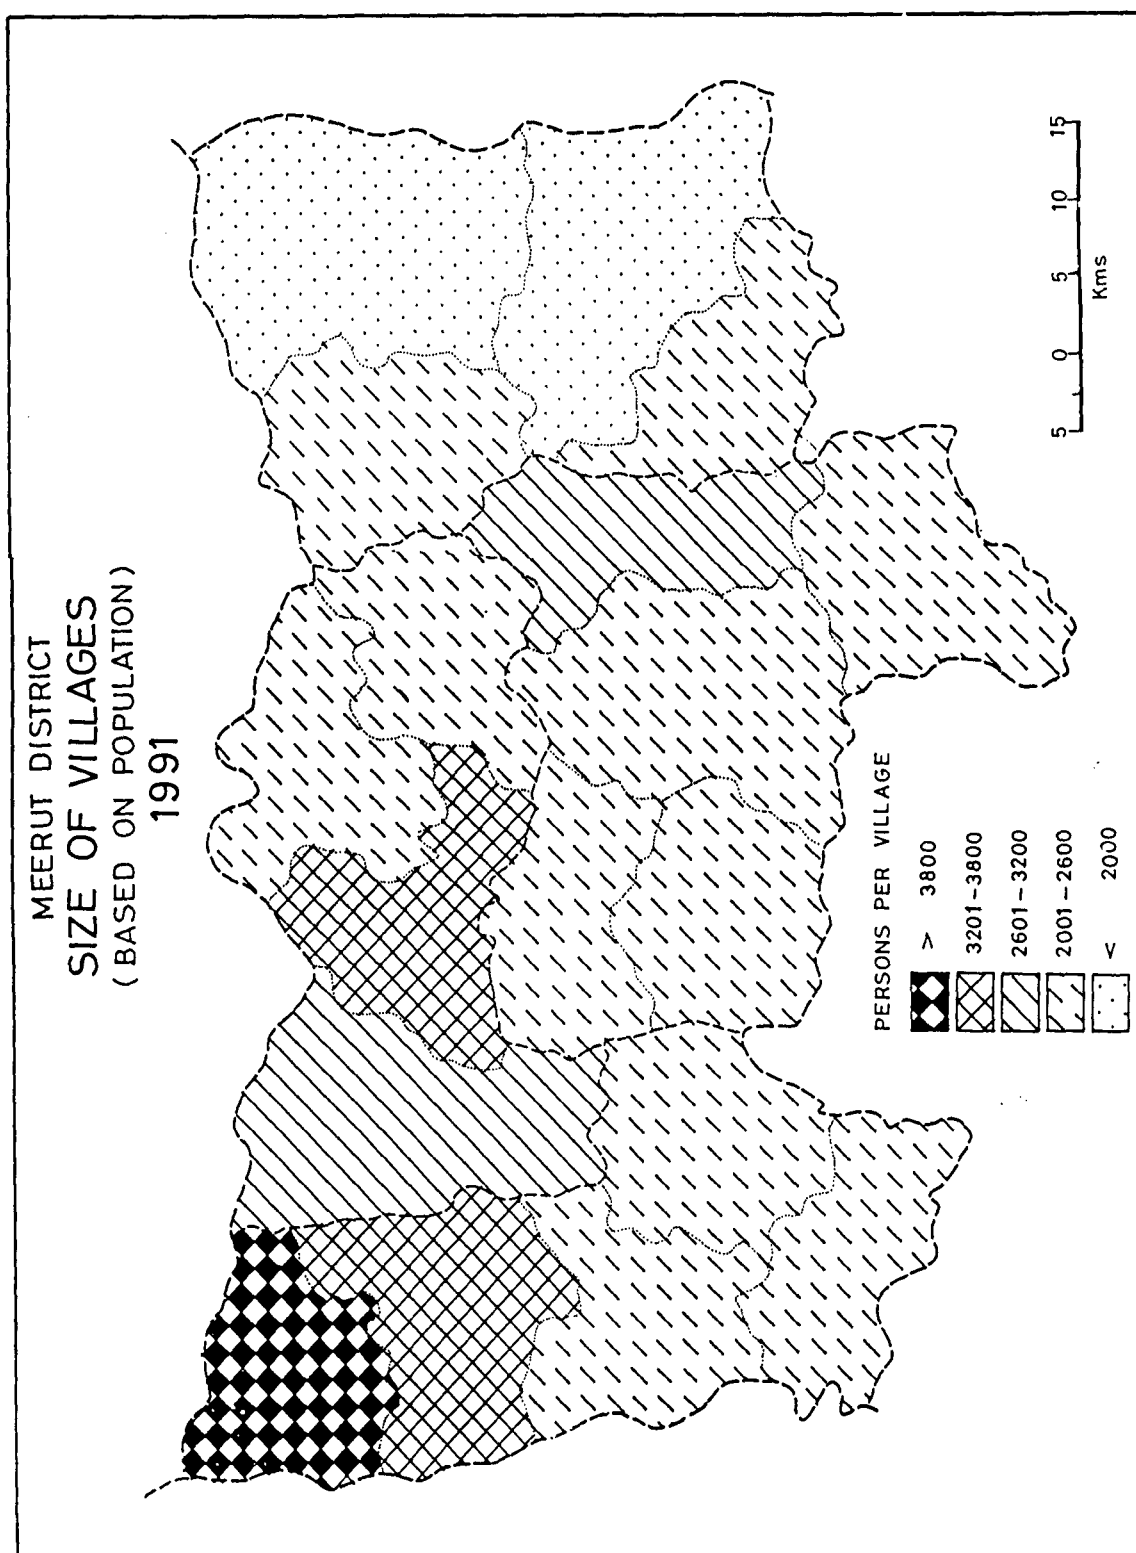 MEERUT DISTRICT
SIZE OF VILLAGES
(BASED ON POPULATION)
1991
PERSONS PER VILLAGE
> 3800
3201-3800
2601-3200
2001-2600
< 2000
5 0 5 10 15
Kms